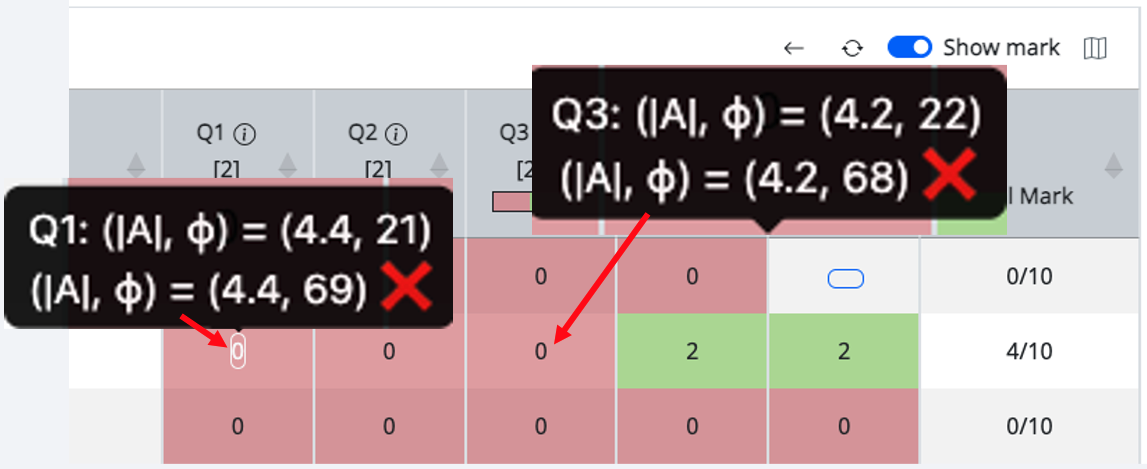 Show mark
Q1
[2]
Q2
[2]
Q3
Q3: (|A|, ϕ) = (4.2, 22)
(|A|, ϕ) = (4.2, 68) ❌
Mark
Q1: (|A|, ϕ) = (4.4, 21)
(|A|, ϕ) = (4.4, 69) ❌
0 0 0/10
0 0 0 2 2 4/10
0 0 0 0 0 0/10